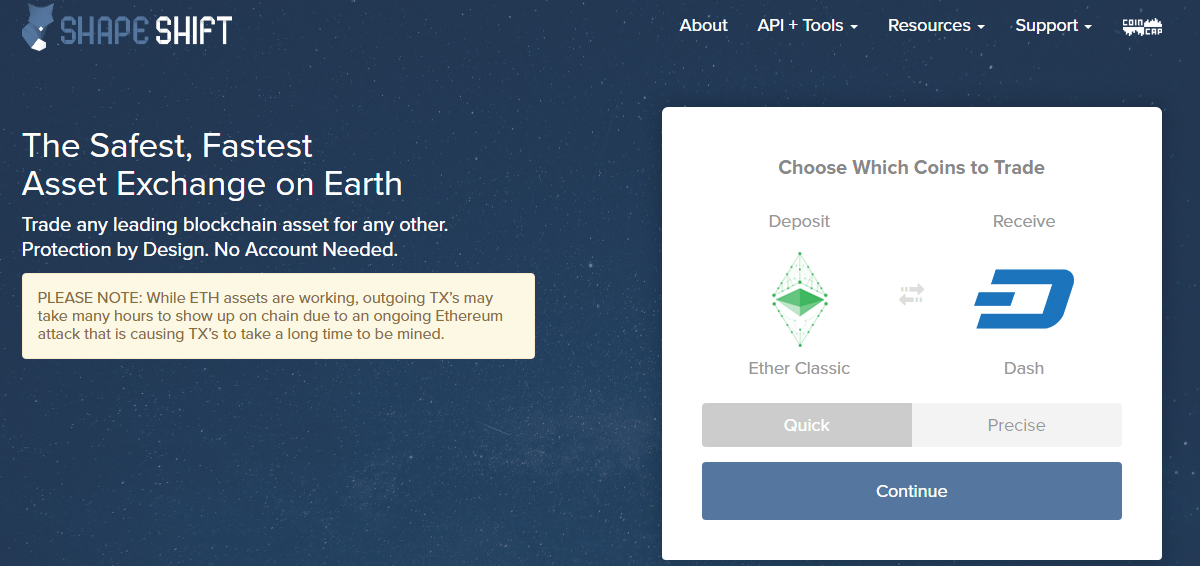 SHAPESHIFT
About API + Tools Resources Support COIN CAP
The Safest, Fastest
Asset Exchange on Earth
Trade any leading blockchain asset for any other.
Protection by Design. No Account Needed.
PLEASE NOTE: While ETH assets are working, outgoing TX's may
take many hours to show up on chain due to an ongoing Ethereum
attack that is causing TX's to take a long time to be mined.
Choose Which Coins to Trade
Deposit Receive
Ether Classic Dash
Quick Precise
Continue